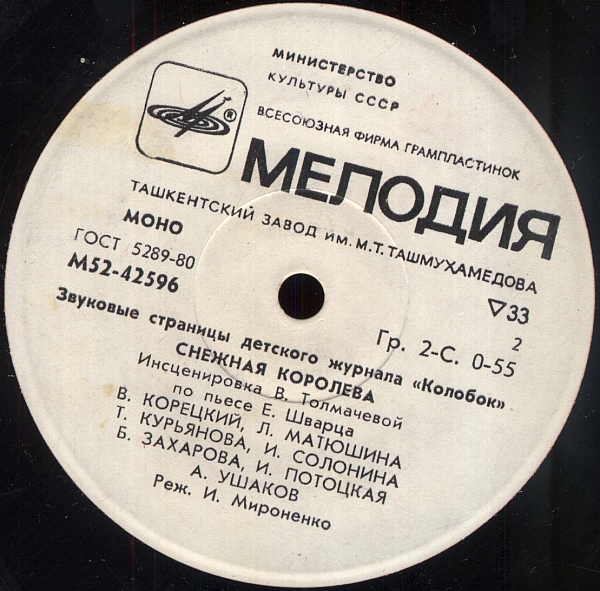 МИНИСТЕРСТВО
КУЛЬТУРЫ СССР
ВСЕСОЮЗНАЯ ФИРМА ГРАМПЛАСТИНОК
®
МЕЛОДИЯ
ТАШКЕНТСКИЙ ЗАВОД ИМ. М.Т. ТАШМУХАМЕДОВА
МОНО
ГОСТ 5289-80
М52-42596
▽33
2
Гр. 2-С. 0-55
Звуковые страницы детского журнала «Колобок»
СНЕЖНАЯ КОРОЛЕВА
Инсценировка В. Толмачевой
по пьесе Е. Шварца
В. КОРЕЦКИЙ, Л. МАТЮШИНА
Т. КУРЬЯНОВА, И. СОЛОНИНА
Б. ЗАХАРОВА, И. ПОТОЦКАЯ
А. УШАКОВ
Реж. И. Мироненко